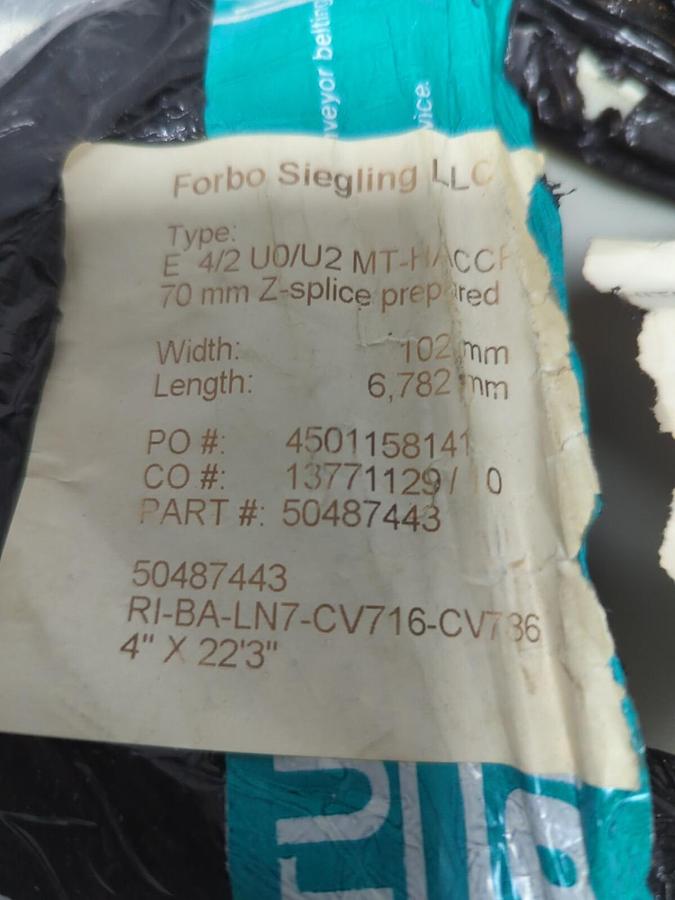 veyor belting
vice.
Forbo Siegling LLC
Type:
E 4/2 U0/U2 MT-HACCP
70 mm Z-splice prepared
Width: 102 mm
Length: 6,782 mm
PO #: 4501158141
CO #: 13771129/ 0
PART #: 50487443
50487443
RI-BA-LN7-CV716-CV736
4" X 22'3"